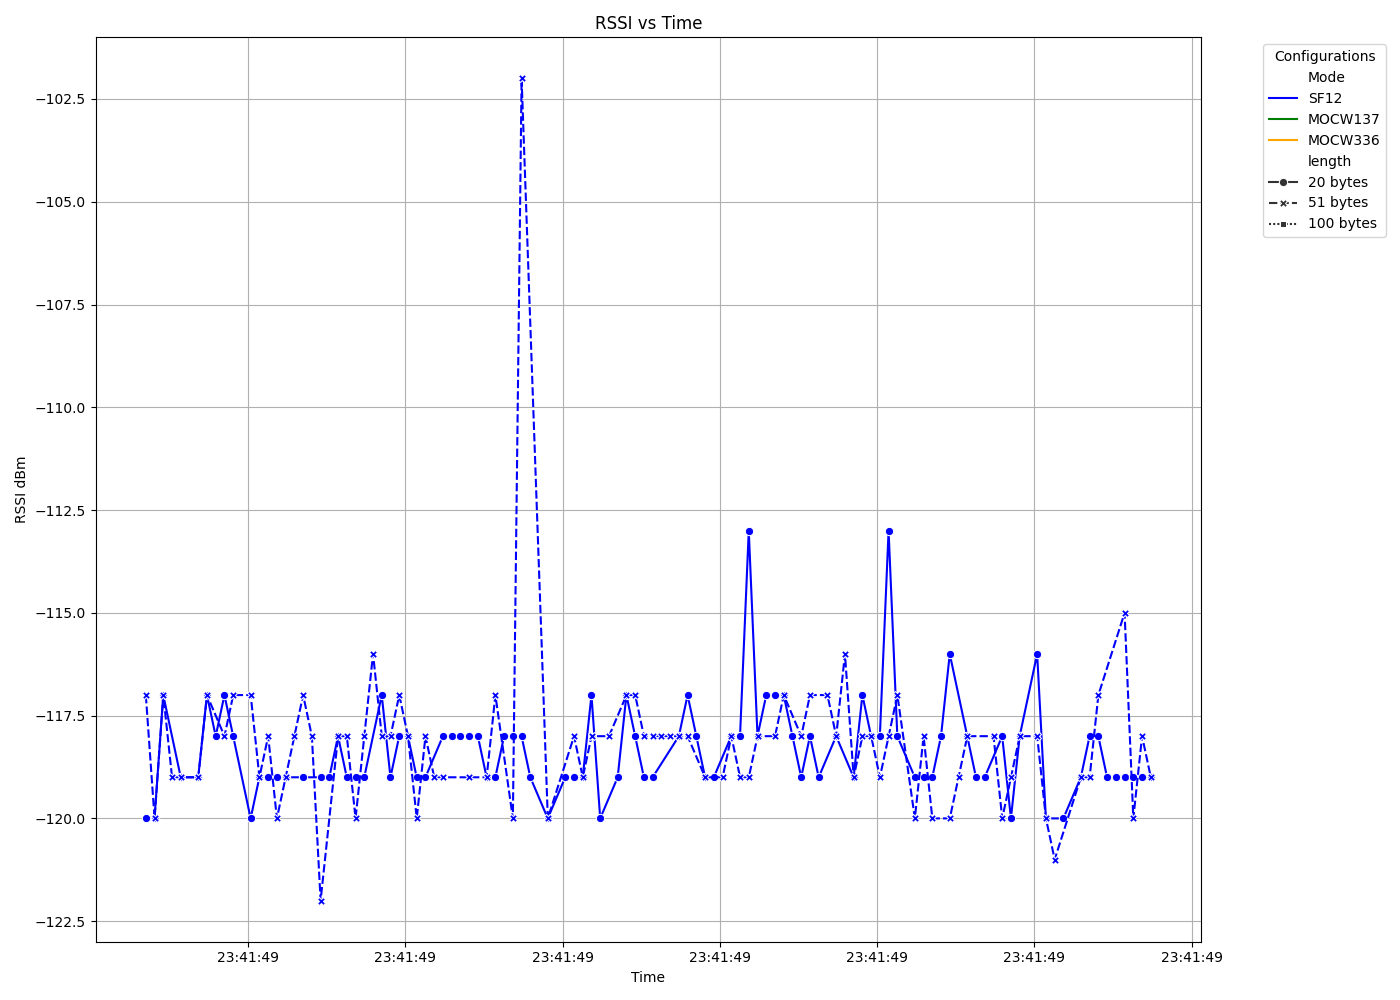 RSSI vs Time
RSSI dBm
−102.5
−105.0
−107.5
−110.0
−112.5
−115.0
−117.5
−120.0
−122.5
23:41:49 23:41:49 23:41:49 23:41:49 23:41:49 23:41:49 23:41:49
Time
Configurations
Mode
SF12
MOCW137
MOCW336
length
20 bytes
51 bytes
100 bytes